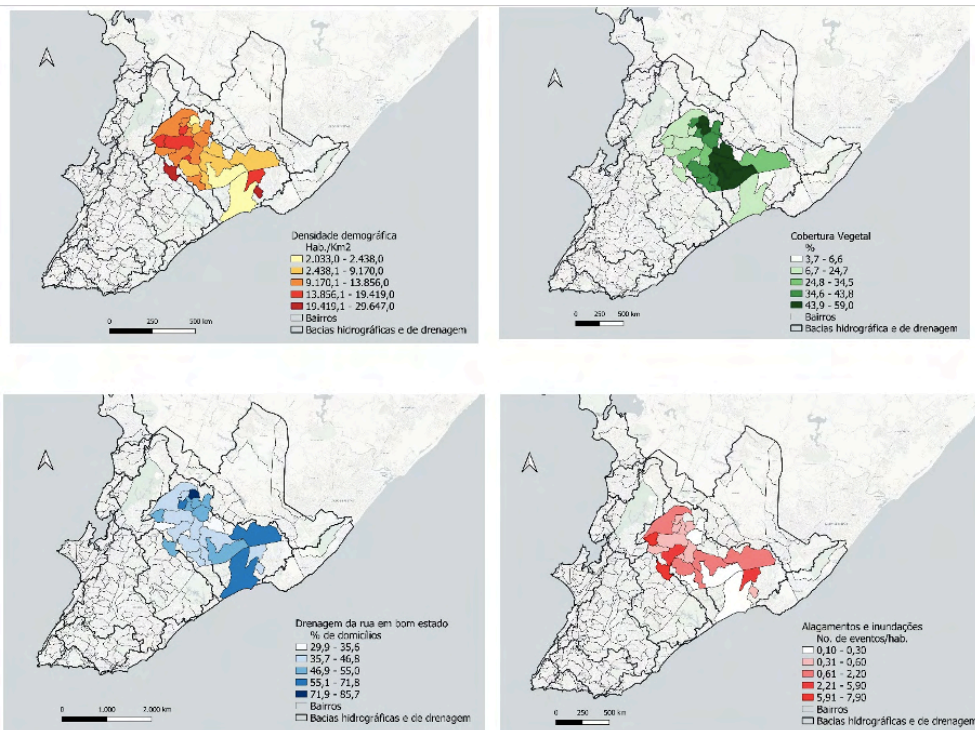 Densidade demográfica
Hab./Km2
2.033,0 - 2.438,0
2.438,1 - 9.170,0
9.170,1 - 13.856,0
13.856,1 - 19.419,0
19.419,1 - 29.647,0
Bairros
Bacias hidrográficas e de drenagem
0 250 500 km
Cobertura Vegetal
%
3,7 - 6,6
6,7 - 24,7
24,8 - 34,5
34,6 - 43,8
43,9 - 59,0
Bairros
Bacias hidrográfica e de drenagem
0 250 500 km
Drenagem da rua em bom estado
% de domicílios
29,9 - 35,6
35,7 - 46,8
46,9 - 55,0
55,1 - 71,8
71,9 - 85,7
Bairros
Bacias hidrográficas e de drenagem
0 1.000 2.000 km
Alagamentos e inundações
No. de eventos/hab.
0,10 - 0,30
0,31 - 0,60
0,61 - 2,20
2,21 - 5,90
5,91 - 7,90
Bairros
Bacias hidrográficas e de drenagem
0 250 500 km